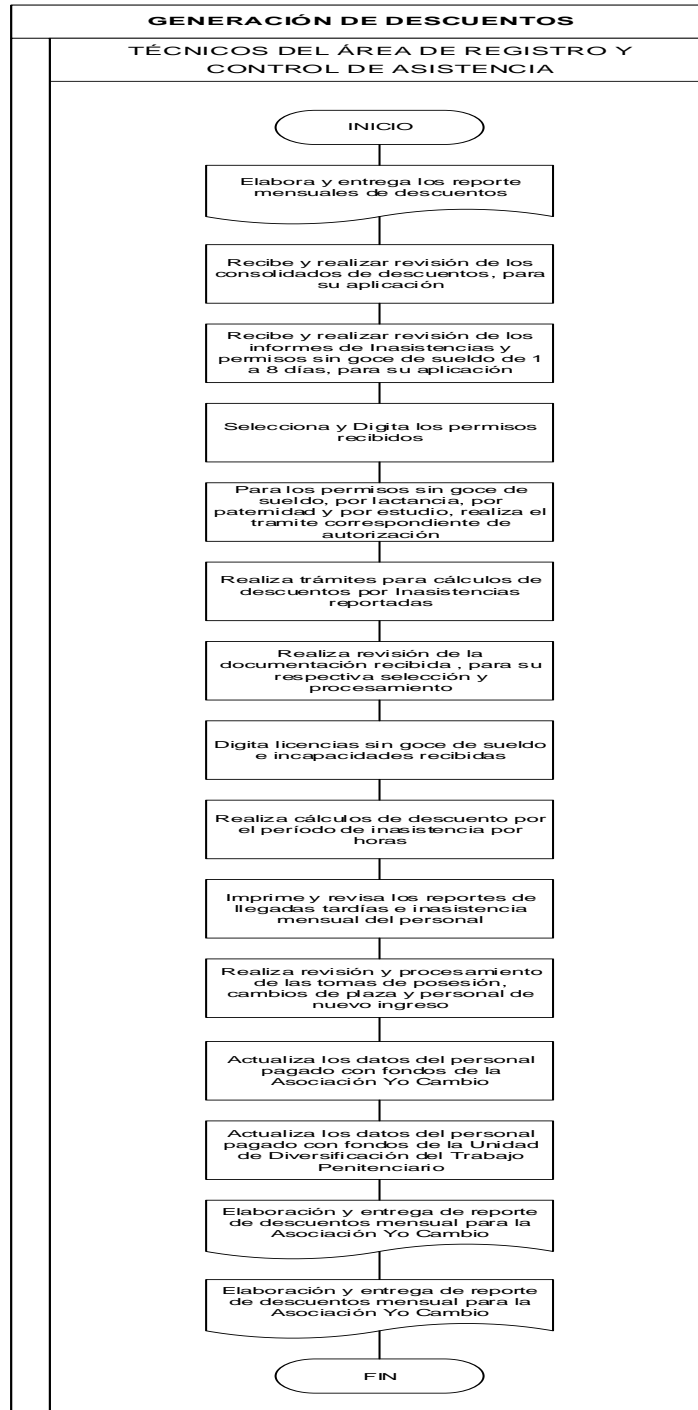 GENERACIÓN DE DESCUENTOS
TÉCNICOS DEL ÁREA DE REGISTRO Y
CONTROL DE ASISTENCIA
INICIO
Elabora y entrega los reporte
mensuales de descuentos
Recibe y realizar revisión de los
consolidados de descuentos, para
su aplicación
Recibe y realizar revisión de los
informes de Inasistencias y
permisos sin goce de sueldo de 1
a 8 días, para su aplicación
Selecciona y Digita los permisos
recibidos
Para los permisos sin goce de
sueldo, por lactancia, por
paternidad y por estudio, realiza el
tramite correspondiente de
autorización
Realiza trámites para cálculos de
descuentos por Inasistencias
reportadas
Realiza revisión de la
documentación recibida , para su
respectiva selección y
procesamiento
Digita licencias sin goce de sueldo
e incapacidades recibidas
Realiza cálculos de descuento por
el período de inasistencia por
horas
Imprime y revisa los reportes de
llegadas tardías e inasistencia
mensual del personal
Realiza revisión y procesamiento
de las tomas de posesión,
cambios de plaza y personal de
nuevo ingreso
Actualiza los datos del personal
pagado con fondos de la
Asociación Yo Cambio
Actualiza los datos del personal
pagado con fondos de la Unidad
de Diversificación del Trabajo
Penitenciario
Elaboración y entrega de reporte
de descuentos mensual para la
Asociación Yo Cambio
Elaboración y entrega de reporte
de descuentos mensual para la
Asociación Yo Cambio
FIN